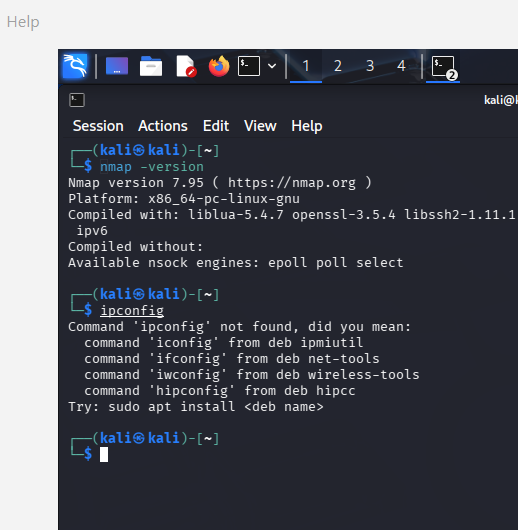 Help
1 2 3 4 2
kali@k
Session Actions Edit View Help
┌──(kali㉿kali)-[~]
└─$ nmap -version
Nmap version 7.95 ( https://nmap.org )
Platform: x86_64-pc-linux-gnu
Compiled with: liblua-5.4.7 openssl-3.5.4 libssh2-1.11.1
ipv6
Compiled without:
Available nsock engines: epoll poll select
┌──(kali㉿kali)-[~]
└─$ ipconfig
Command 'ipconfig' not found, did you mean:
command 'iconfig' from deb ipmiutil
command 'ifconfig' from deb net-tools
command 'iwconfig' from deb wireless-tools
command 'hipconfig' from deb hipcc
Try: sudo apt install <deb name>
┌──(kali㉿kali)-[~]
└─$